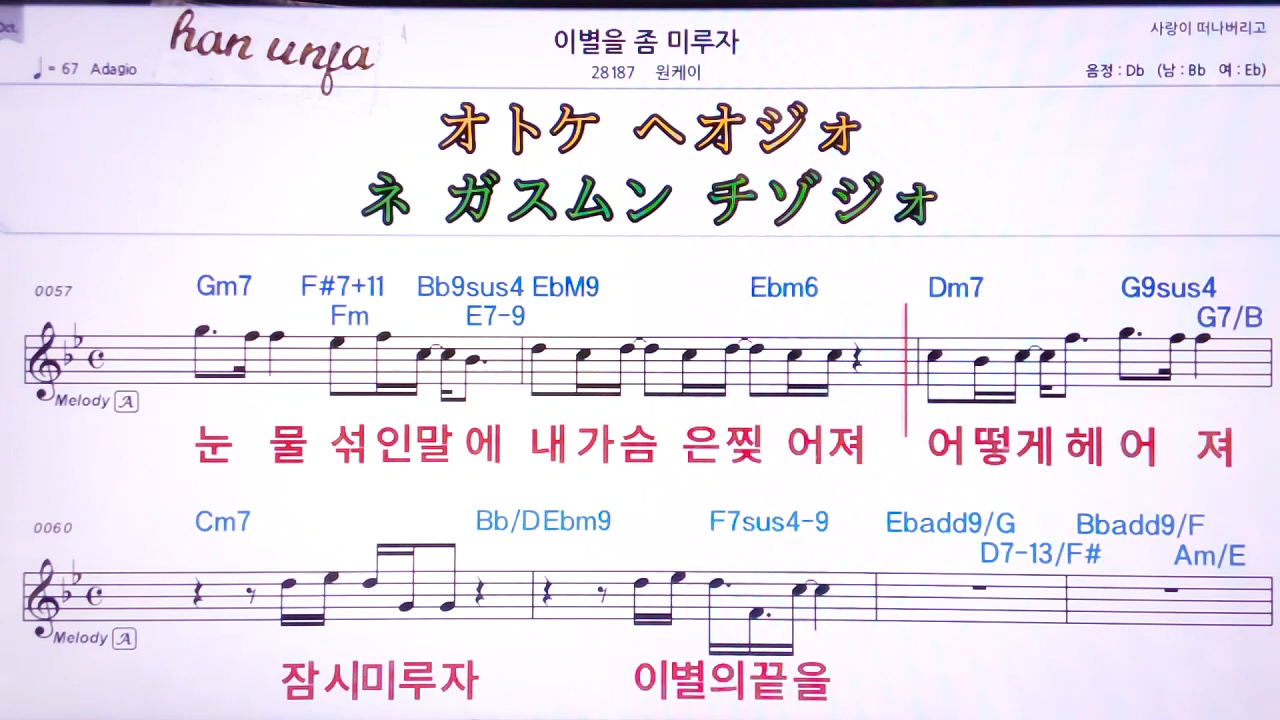 Oct.
han unja
이별을 좀 미루자
사랑이 떠나버리고
♩= 67 Adagio
28187 원케이
음정 : Db (남 : Bb 여 : Eb)
オトケ ヘオジォ
ネ ガスムン チゾジォ
0057
Gm7 F#7+11 Bb9sus4 EbM9 Ebm6 Dm7 G9sus4
Fm E7-9 G7/B
Melody A
눈 물 섞인말 에 내가슴 은찢 어져 어떻게 헤 어 져
0060
Cm7 Bb/D Ebm9 F7sus4-9 Ebadd9/G Bbadd9/F
D7-13/F# Am/E
Melody A
잠시미루자 이별의끝을